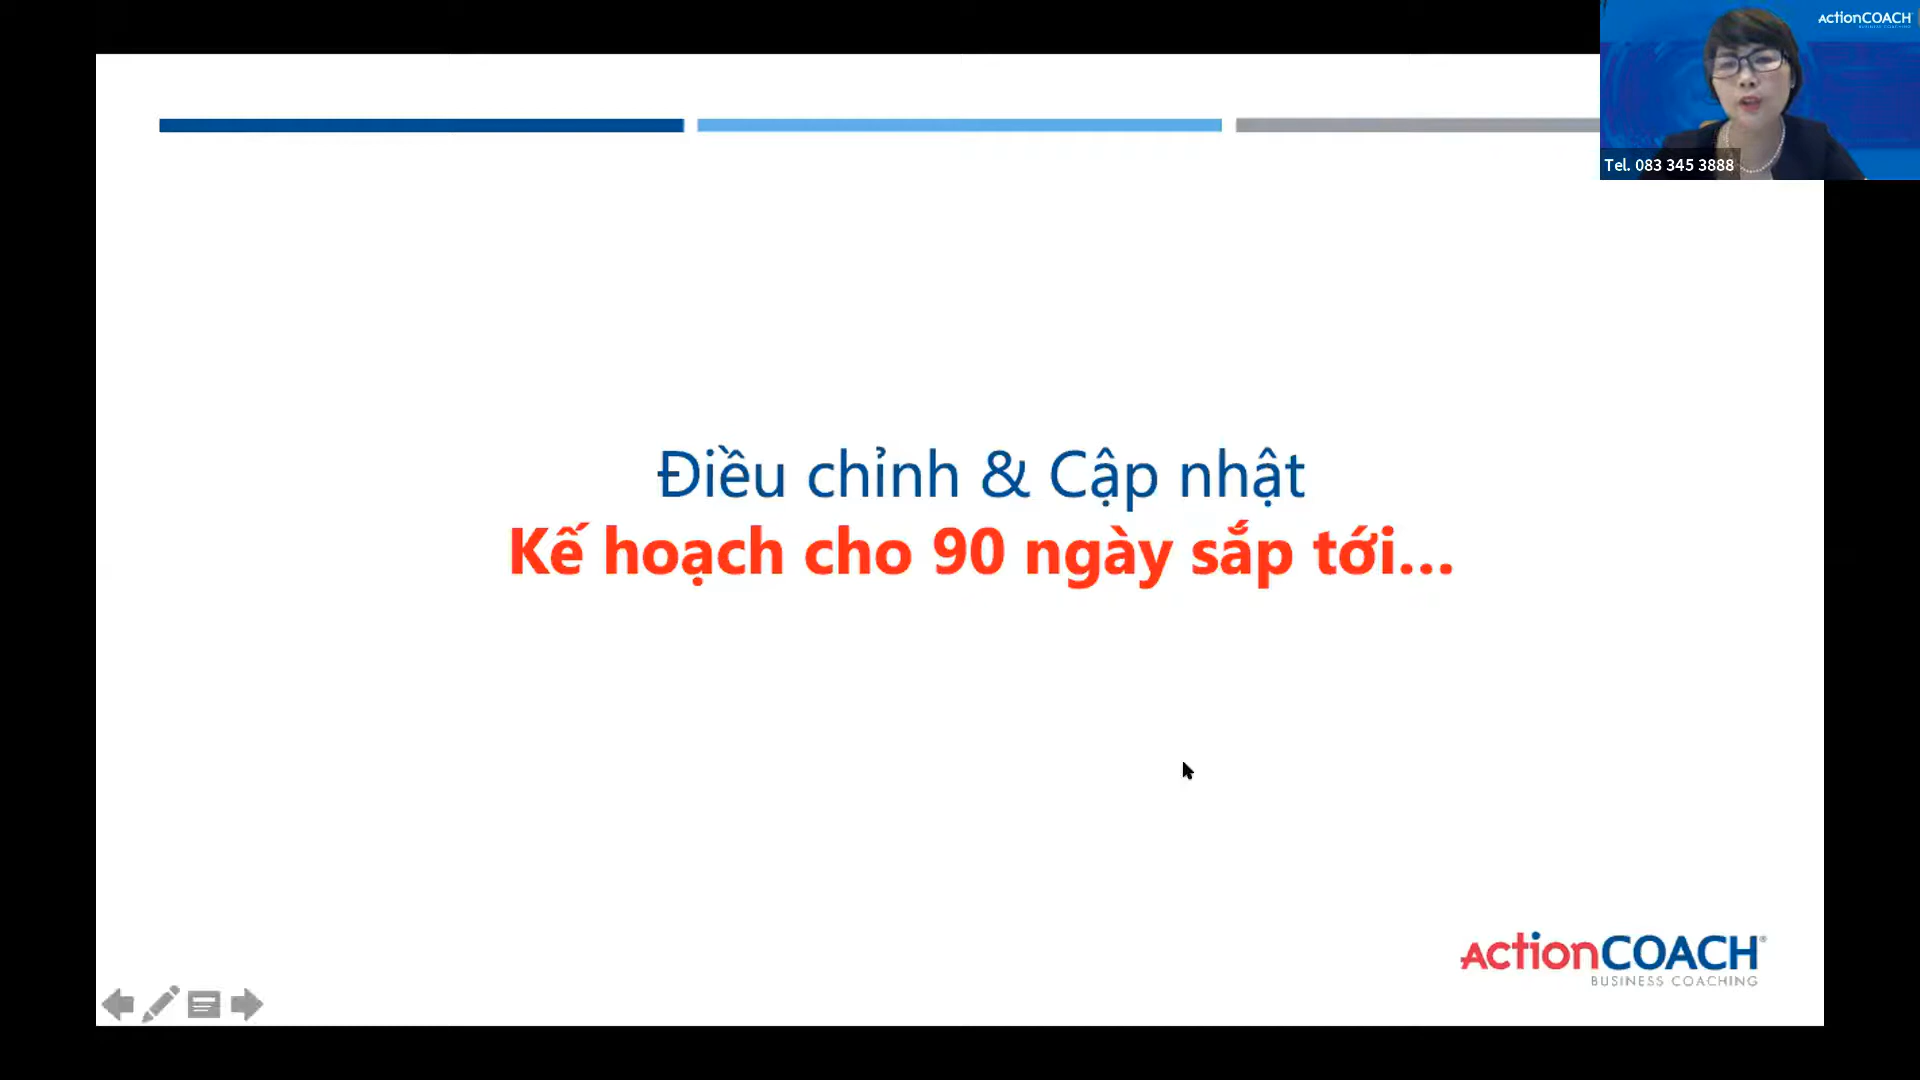 ActionCOACH
Tel. 083 345 3888
Điều chỉnh & Cập nhật
Kế hoạch cho 90 ngày sắp tới...
ActionCOACH®
BUSINESS COACHING